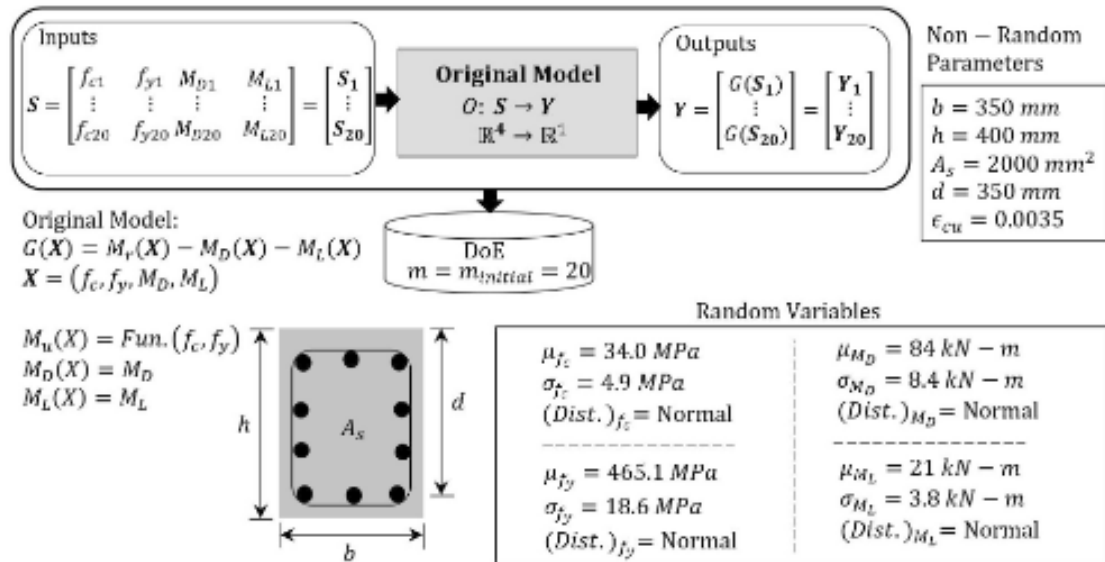 Inputs
S = [f_c1 f_y1 M_D1 M_L1
⋮ ⋮ ⋮ ⋮
f_c20 f_y20 M_D20 M_L20] = [S_1
⋮
S_20]
Original Model
O: S → Y
ℝ⁴ → ℝ¹
Outputs
Y = [G(S_1)
⋮
G(S_20)] = [Y_1
⋮
Y_20]
Non − Random
Parameters
b = 350 mm
h = 400 mm
A_s = 2000 mm²
d = 350 mm
ϵ_cu = 0.0035
DoE
m = m_initial = 20
Original Model:
G(X) = M_r(X) − M_D(X) − M_L(X)
X = (f_c, f_y, M_D, M_L)
M_u(X) = Fun.(f_c, f_y)
M_D(X) = M_D
M_L(X) = M_L
h
A_s
d
b
Random Variables
μ_fc = 34.0 MPa
σ_fc = 4.9 MPa
(Dist.)_fc = Normal
μ_fy = 465.1 MPa
σ_fy = 18.6 MPa
(Dist.)_fy = Normal
μ_MD = 84 kN − m
σ_MD = 8.4 kN − m
(Dist.)_MD = Normal
μ_ML = 21 kN − m
σ_ML = 3.8 kN − m
(Dist.)_ML = Normal